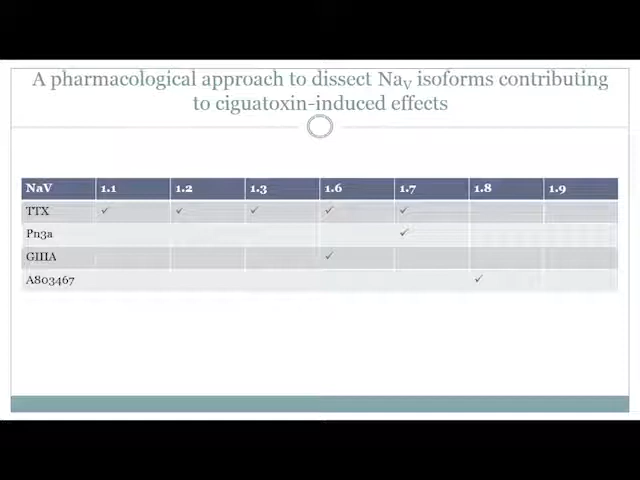 A pharmacological approach to dissect NaV isoforms contributing
to ciguatoxin-induced effects
NaV 1.1 1.2 1.3 1.6 1.7 1.8 1.9
TTX ✓ ✓ ✓ ✓ ✓
Pn3a ✓
GIIIA ✓
A803467 ✓